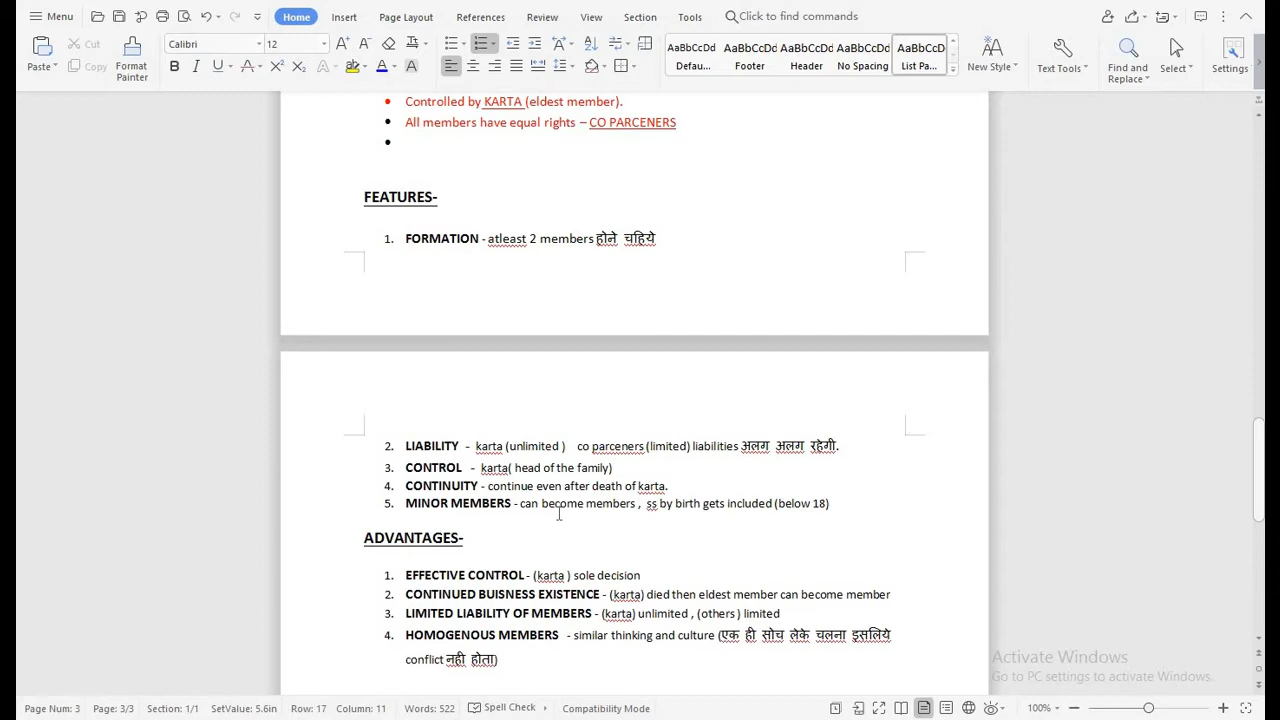 Menu Home Insert Page Layout References Review View Section Tools Click to find commands
Cut Calibri 12 AaBbCcDd AaBbCcDc AaBbCcDc AaBbCcDd AaBbCcD
Paste Copy Format Painter B I U A A Defau... Footer Header No Spacing List Pa... New Style Text Tools Find and Replace Select Settings
• Controlled by KARTA (eldest member).
• All members have equal rights – CO PARCENERS
•
FEATURES-
1. FORMATION - atleast 2 members होने चहिये
2. LIABILITY - karta (unlimited ) co parceners (limited) liabilities अलग अलग रहेगी.
3. CONTROL - karta( head of the family)
4. CONTINUITY - continue even after death of karta.
5. MINOR MEMBERS - can become members , ss by birth gets included (below 18)
ADVANTAGES-
1. EFFECTIVE CONTROL - (karta ) sole decision
2. CONTINUED BUISNESS EXISTENCE - (karta) died then eldest member can become member
3. LIMITED LIABILITY OF MEMBERS - (karta) unlimited , (others ) limited
4. HOMOGENOUS MEMBERS - similar thinking and culture (एक ही सोच लेके चलना इसलिये
conflict नही होता)
Activate Windows
Go to PC settings to activate Windows.
Page Num: 3 Page: 3/3 Section: 1/1 SetValue: 5.6in Row: 17 Column: 11 Words: 522 Spell Check Compatibility Mode 100%